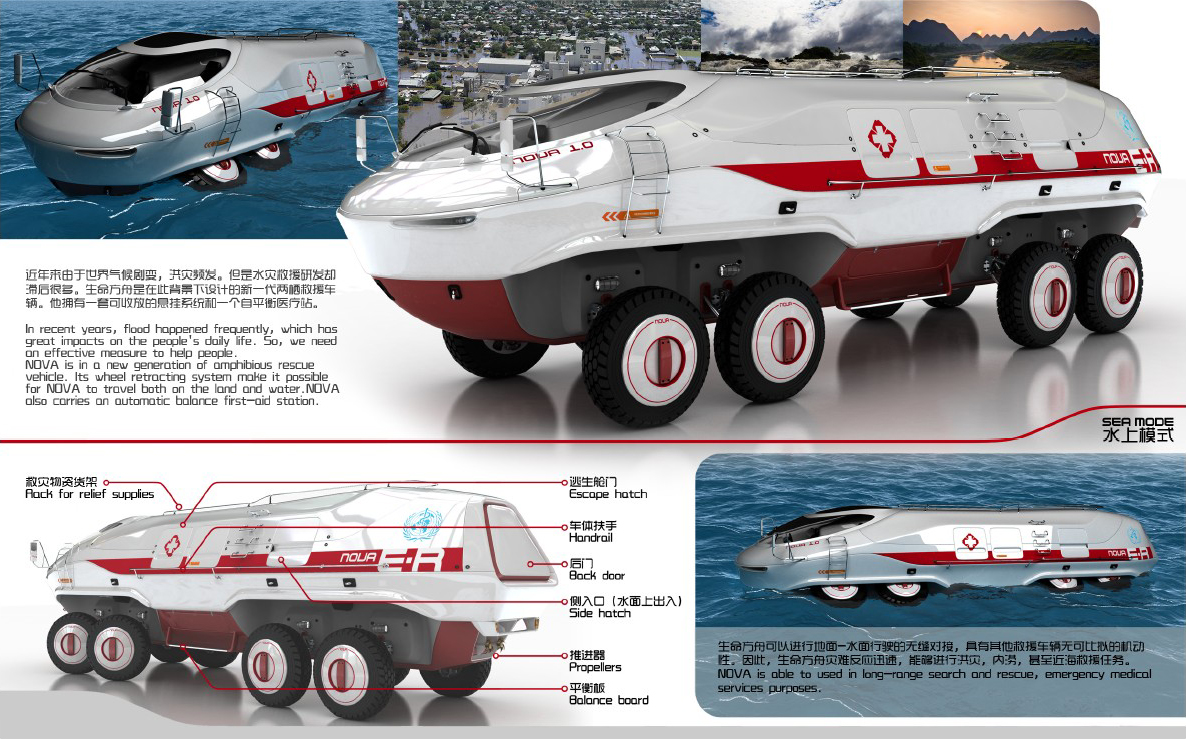 NOVA 1.0
NOVA 1.0
NOVA E·R
近年来由于世界气候剧变，洪灾频发。但是水灾救援研发却
滞后很多。生命方舟是在此背景下设计的新一代两栖救援车
辆。他拥有一套可收放的悬挂系统和一个自平衡医疗站。
In recent years, flood happened frequently, which has
great impacts on the people's daily life. So, we need
an effective measure to help people.
NOVA is in a new generation of amphibious rescue
vehicle. Its wheel retracting system make it possible
for NOVA to travel both on the land and water.NOVA
also carries an automatic balance first-aid station.
NOVA
NOVA
SEA MODE
水上模式
救灾物资货架
Rack for relief supplies
逃生舱门
Escape hatch
车体扶手
Handrail
后门
Back door
侧入口（水面上出入）
Side hatch
推进器
Propellers
平衡板
Balance board
NOVA E·R
NOVA 1.0
NOVA E·R
生命方舟可以进行地面-水面行驶的无缝对接，具有其他救援车辆无可比拟的机动
性。因此，生命方舟灾难反应迅速，能够进行洪灾，内涝，甚至近海救援任务。
NOVA is able to used in long-range search and rescue, emergency medical
services purposes.